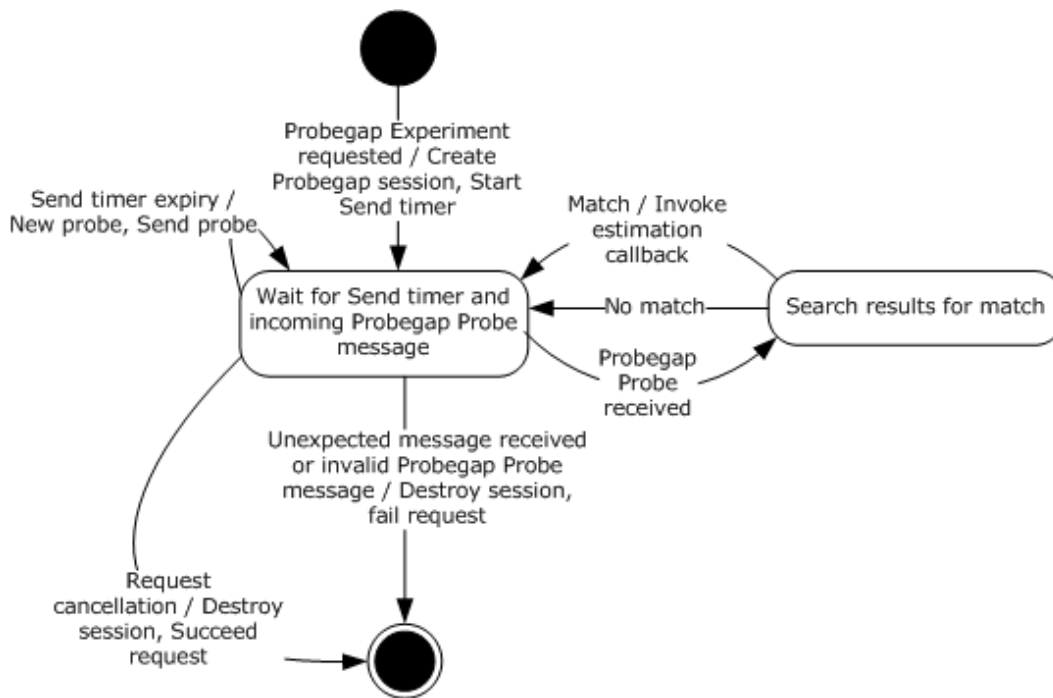 Probegap Experiment
requested / Create
Probegap session, Start
Send timer
Send timer expiry /
New probe, Send probe
Match / Invoke
estimation
callback
Wait for Send timer and
incoming Probegap Probe
message
No match
Search results for match
Probegap
Probe
received
Unexpected message received
or invalid Probegap Probe
message / Destroy session,
fail request
Request
cancellation / Destroy
session, Succeed
request